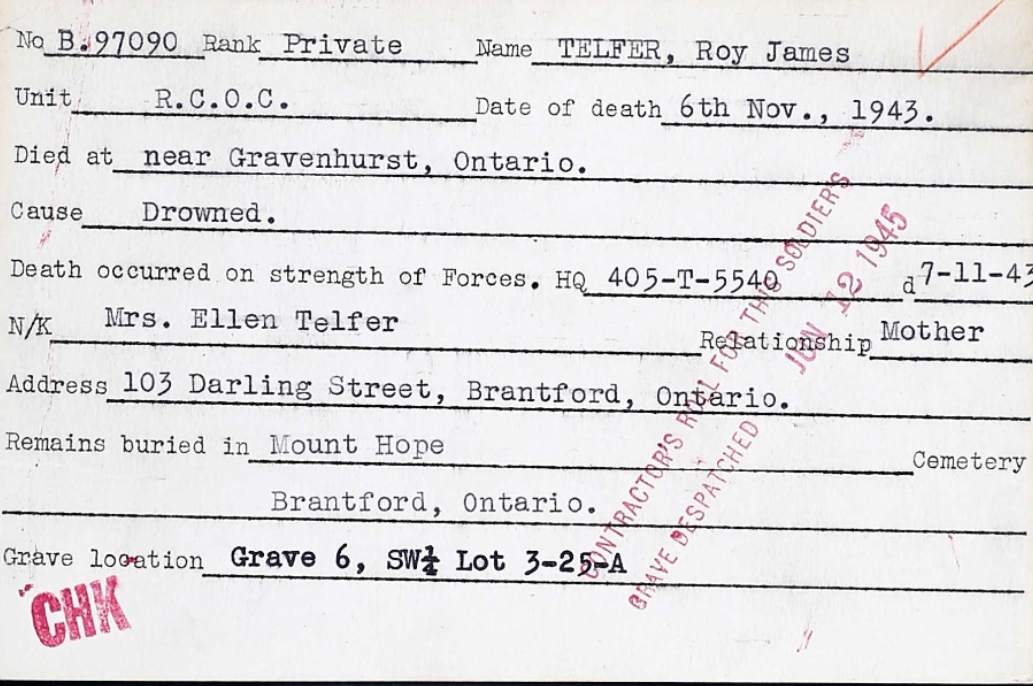 No B.97090 Rank Private Name TELFER, Roy James
Unit R.C.O.C. Date of death 6th Nov., 1943.
Died at near Gravenhurst, Ontario.
Cause Drowned.
Death occurred on strength of Forces. HQ 405-T-5540 d 7-11-43
N/K Mrs. Ellen Telfer Relationship Mother
Address 103 Darling Street, Brantford, Ontario.
Remains buried in Mount Hope Cemetery
Brantford, Ontario.
Grave location Grave 6, SW¼ Lot 3-25-A
CONTRACTOR'S ROLL FOR THIS SOLDIER'S
GRAVE DESPATCHED JUN 12 1945
CHK